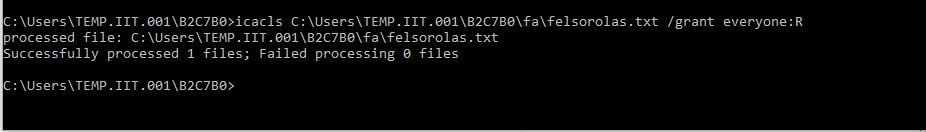 C:\Users\TEMP.IIT.001\B2C7B0>icacls C:\Users\TEMP.IIT.001\B2C7B0\fa\felsorolas.txt /grant everyone:R
processed file: C:\Users\TEMP.IIT.001\B2C7B0\fa\felsorolas.txt
Successfully processed 1 files; Failed processing 0 files
C:\Users\TEMP.IIT.001\B2C7B0>